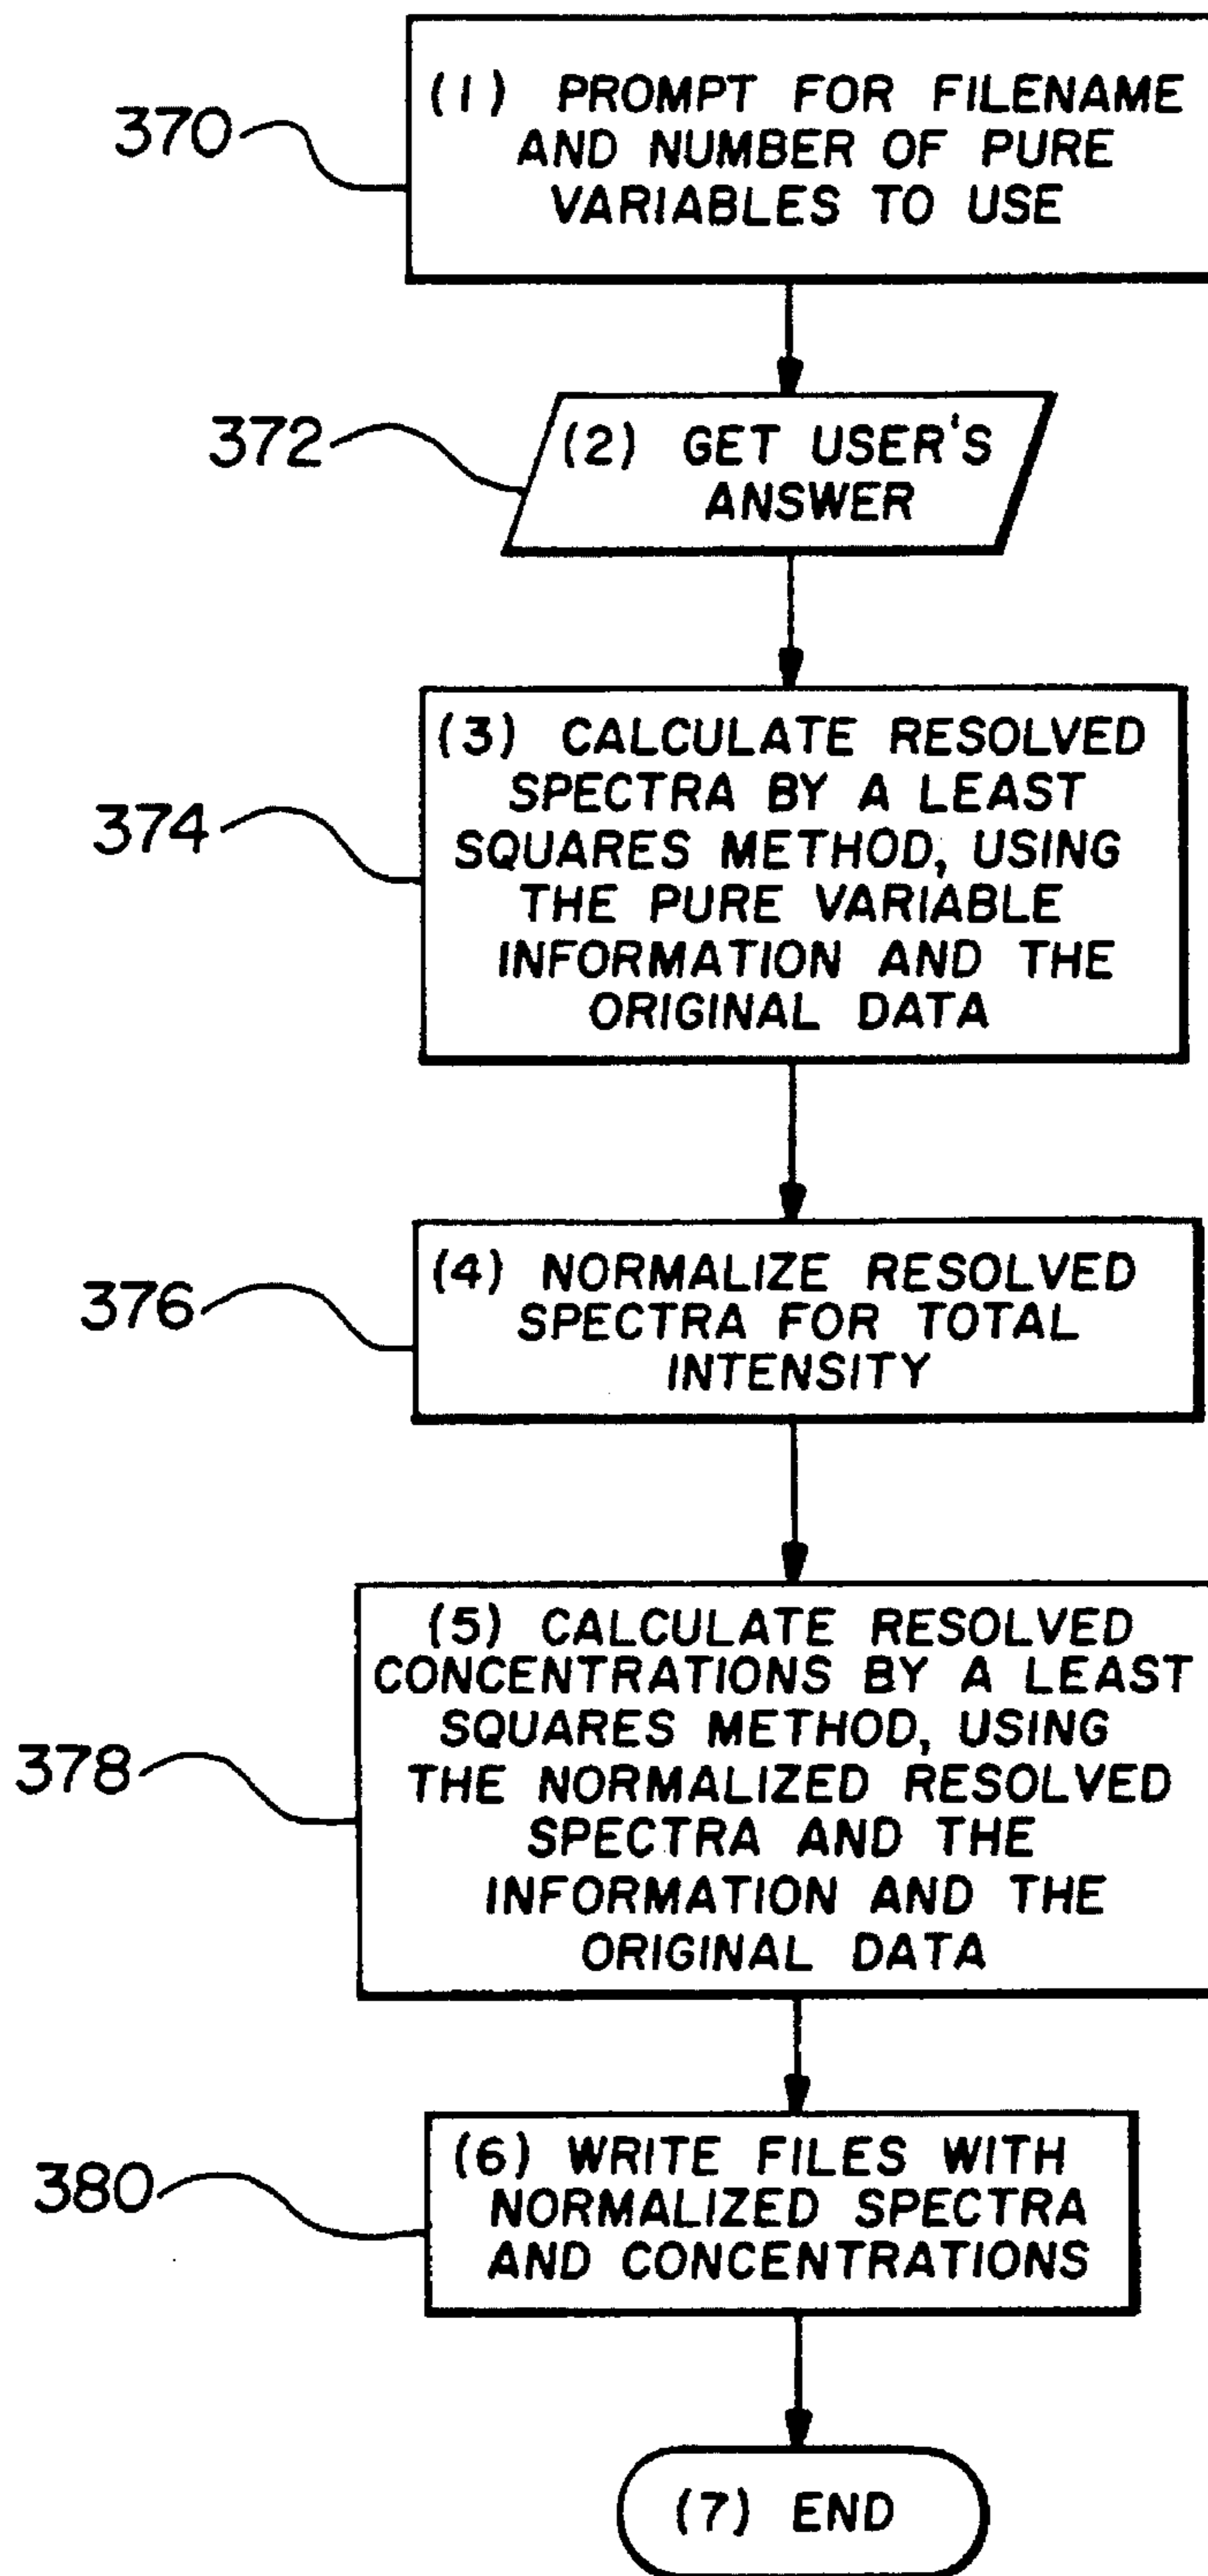 370
(1) PROMPT FOR FILENAME
AND NUMBER OF PURE
VARIABLES TO USE
372
(2) GET USER'S
ANSWER
374
(3) CALCULATE RESOLVED
SPECTRA BY A LEAST
SQUARES METHOD, USING
THE PURE VARIABLE
INFORMATION AND THE
ORIGINAL DATA
376
(4) NORMALIZE RESOLVED
SPECTRA FOR TOTAL
INTENSITY
378
(5) CALCULATE RESOLVED
CONCENTRATIONS BY A LEAST
SQUARES METHOD, USING
THE NORMALIZED RESOLVED
SPECTRA AND THE
INFORMATION AND THE
ORIGINAL DATA
380
(6) WRITE FILES WITH
NORMALIZED SPECTRA
AND CONCENTRATIONS
(7) END